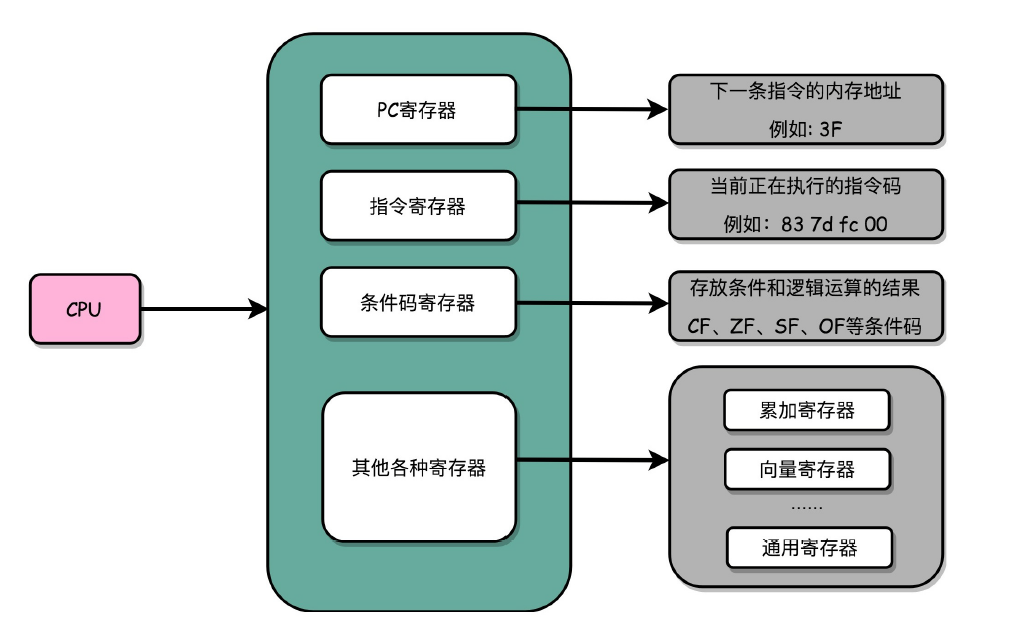 CPU
PC寄存器
下一条指令的内存地址
例如: 3F
指令寄存器
当前正在执行的指令码
例如：83 7d fc 00
条件码寄存器
存放条件和逻辑运算的结果
CF、ZF、SF、OF等条件码
其他各种寄存器
累加寄存器
向量寄存器
......
通用寄存器